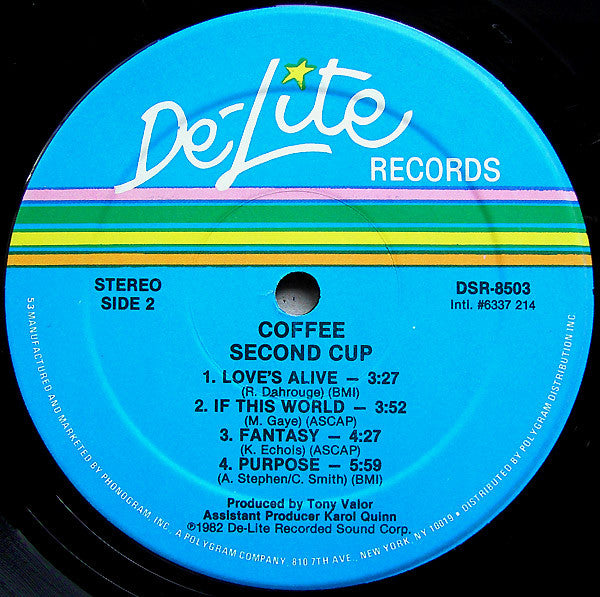 De-Lite
RECORDS
STEREO
SIDE 2
DSR-8503
Intl. #6337 214
COFFEE
SECOND CUP
1. LOVE'S ALIVE — 3:27
(R. Dahrouge) (BMI)
2. IF THIS WORLD — 3:52
(M. Gaye) (ASCAP)
3. FANTASY — 4:27
(K. Echols) (ASCAP)
4. PURPOSE — 5:59
(A. Stephen/C. Smith) (BMI)
Produced by Tony Valor
Assistant Producer Karol Quinn
℗1982 De-Lite Recorded Sound Corp.
53 MANUFACTURED AND MARKETED BY PHONOGRAM, INC., A POLYGRAM COMPANY, 810 7TH AVE., NEW YORK, NY 10019 • DISTRIBUTED BY POLYGRAM DISTRIBUTION INC